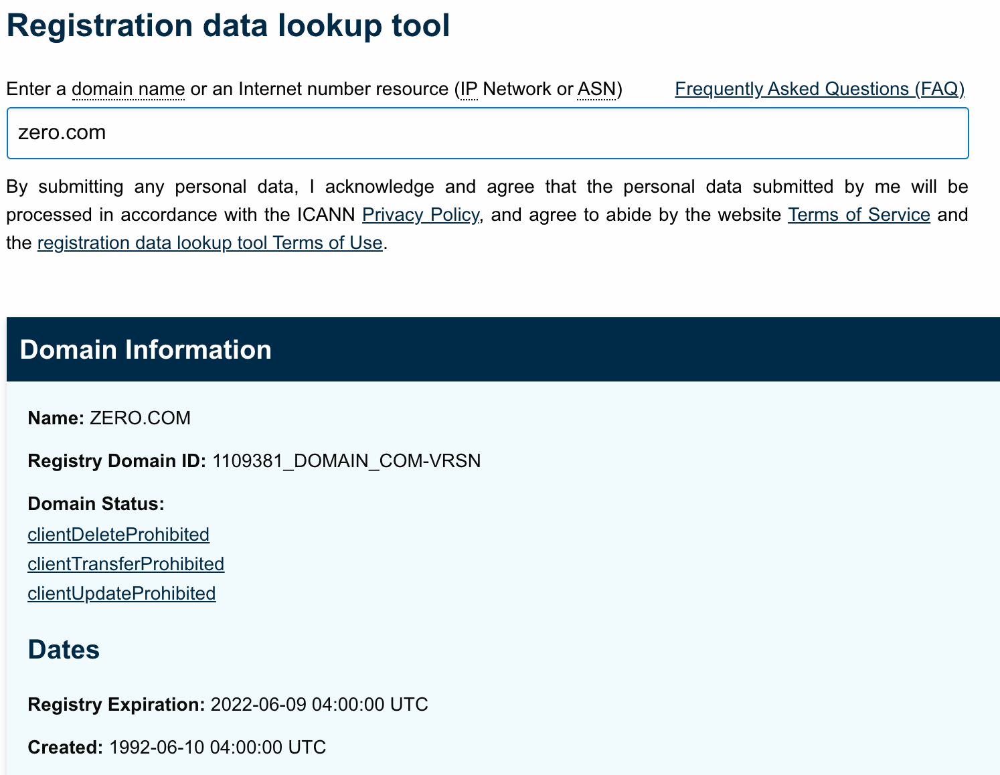 Registration data lookup tool
Enter a domain name or an Internet number resource (IP Network or ASN) Frequently Asked Questions (FAQ)
zero.com
By submitting any personal data, I acknowledge and agree that the personal data submitted by me will be
processed in accordance with the ICANN Privacy Policy, and agree to abide by the website Terms of Service and
the registration data lookup tool Terms of Use.
Domain Information
Name: ZERO.COM
Registry Domain ID: 1109381_DOMAIN_COM-VRSN
Domain Status:
clientDeleteProhibited
clientTransferProhibited
clientUpdateProhibited
Dates
Registry Expiration: 2022-06-09 04:00:00 UTC
Created: 1992-06-10 04:00:00 UTC